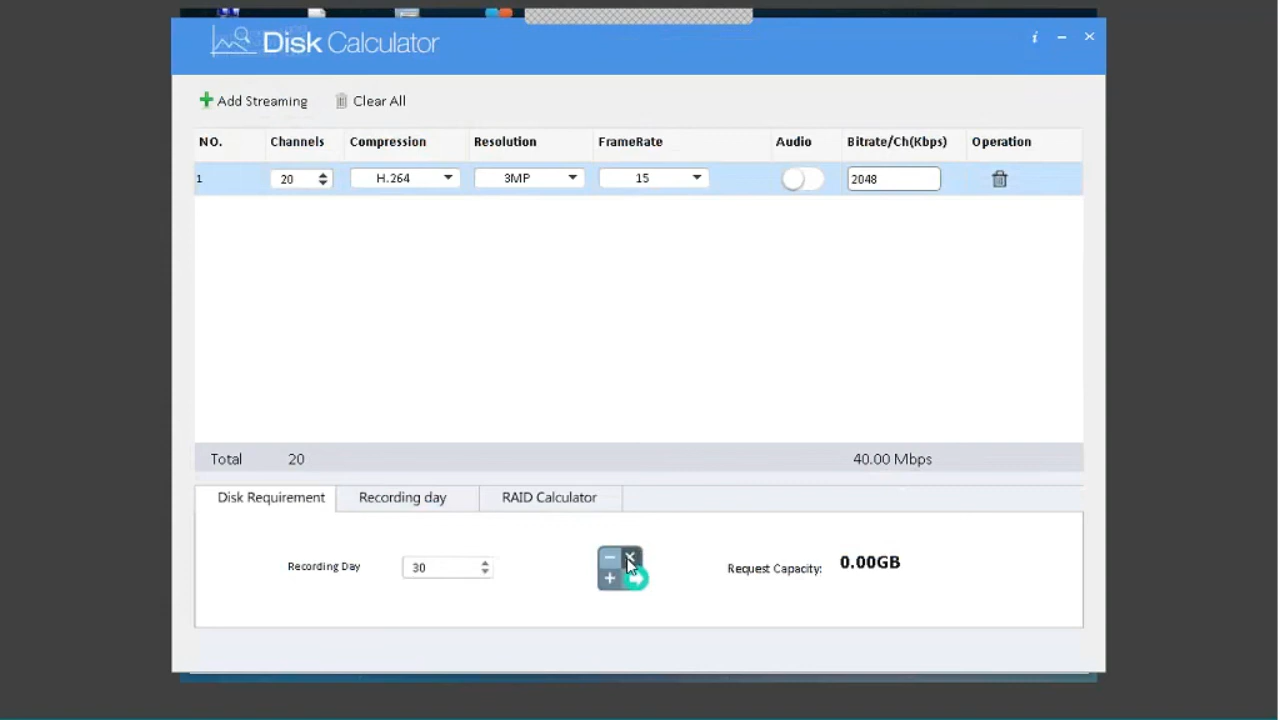 Disk Calculator
Add Streaming Clear All
NO. Channels Compression Resolution FrameRate Audio Bitrate/Ch(Kbps) Operation
1 20 H.264 3MP 15 2048
Total 20 40.00 Mbps
Disk Requirement Recording day RAID Calculator
Recording Day 30 Request Capacity: 0.00GB